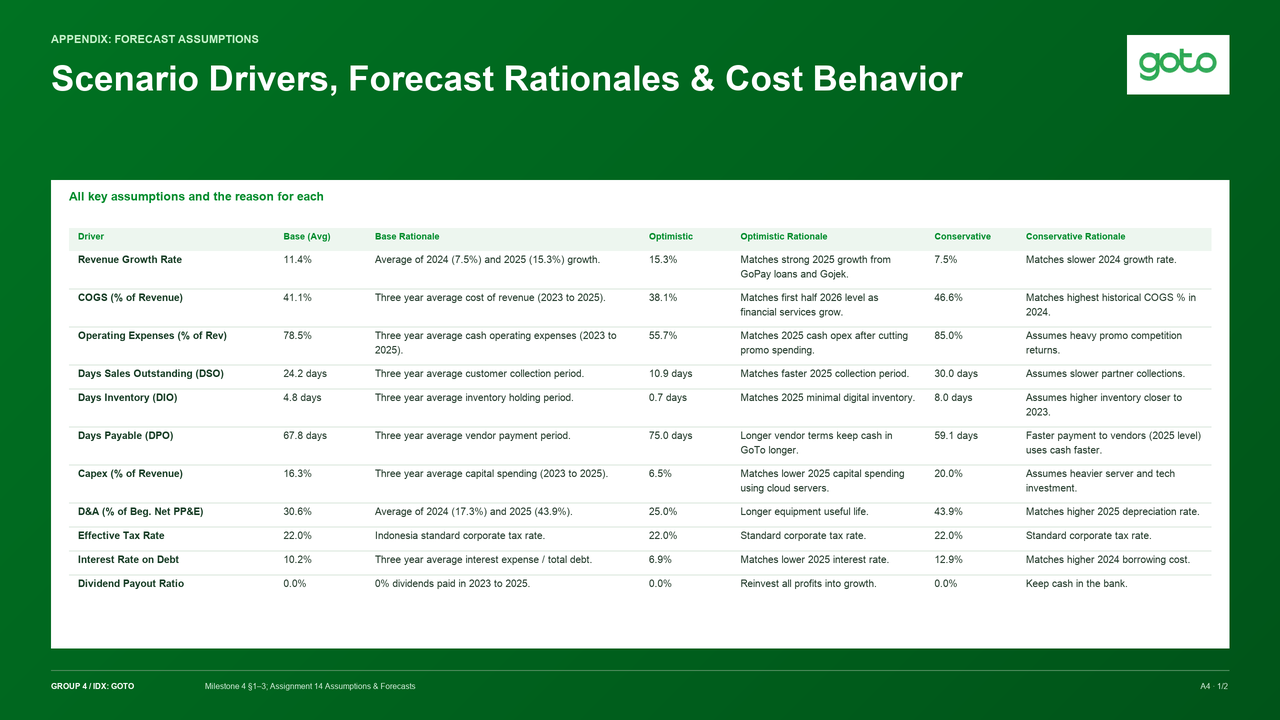 APPENDIX: FORECAST ASSUMPTIONS
Scenario Drivers, Forecast Rationales & Cost Behavior
goto
All key assumptions and the reason for each
Driver Base (Avg) Base Rationale Optimistic Optimistic Rationale Conservative Conservative Rationale
Revenue Growth Rate 11.4% Average of 2024 (7.5%) and 2025 (15.3%) growth. 15.3% Matches strong 2025 growth from 7.5% Matches slower 2024 growth rate.
GoPay loans and Gojek.
COGS (% of Revenue) 41.1% Three year average cost of revenue (2023 to 2025). 38.1% Matches first half 2026 level as 46.6% Matches highest historical COGS % in
financial services grow. 2024.
Operating Expenses (% of Rev) 78.5% Three year average cash operating expenses (2023 to 55.7% Matches 2025 cash opex after cutting 85.0% Assumes heavy promo competition
2025). promo spending. returns.
Days Sales Outstanding (DSO) 24.2 days Three year average customer collection period. 10.9 days Matches faster 2025 collection period. 30.0 days Assumes slower partner collections.
Days Inventory (DIO) 4.8 days Three year average inventory holding period. 0.7 days Matches 2025 minimal digital inventory. 8.0 days Assumes higher inventory closer to
2023.
Days Payable (DPO) 67.8 days Three year average vendor payment period. 75.0 days Longer vendor terms keep cash in 59.1 days Faster payment to vendors (2025 level)
GoTo longer. uses cash faster.
Capex (% of Revenue) 16.3% Three year average capital spending (2023 to 2025). 6.5% Matches lower 2025 capital spending 20.0% Assumes heavier server and tech
using cloud servers. investment.
D&A (% of Beg. Net PP&E) 30.6% Average of 2024 (17.3%) and 2025 (43.9%). 25.0% Longer equipment useful life. 43.9% Matches higher 2025 depreciation rate.
Effective Tax Rate 22.0% Indonesia standard corporate tax rate. 22.0% Standard corporate tax rate. 22.0% Standard corporate tax rate.
Interest Rate on Debt 10.2% Three year average interest expense / total debt. 6.9% Matches lower 2025 interest rate. 12.9% Matches higher 2024 borrowing cost.
Dividend Payout Ratio 0.0% 0% dividends paid in 2023 to 2025. 0.0% Reinvest all profits into growth. 0.0% Keep cash in the bank.
GROUP 4 / IDX: GOTO Milestone 4 §1–3; Assignment 14 Assumptions & Forecasts A4 · 1/2